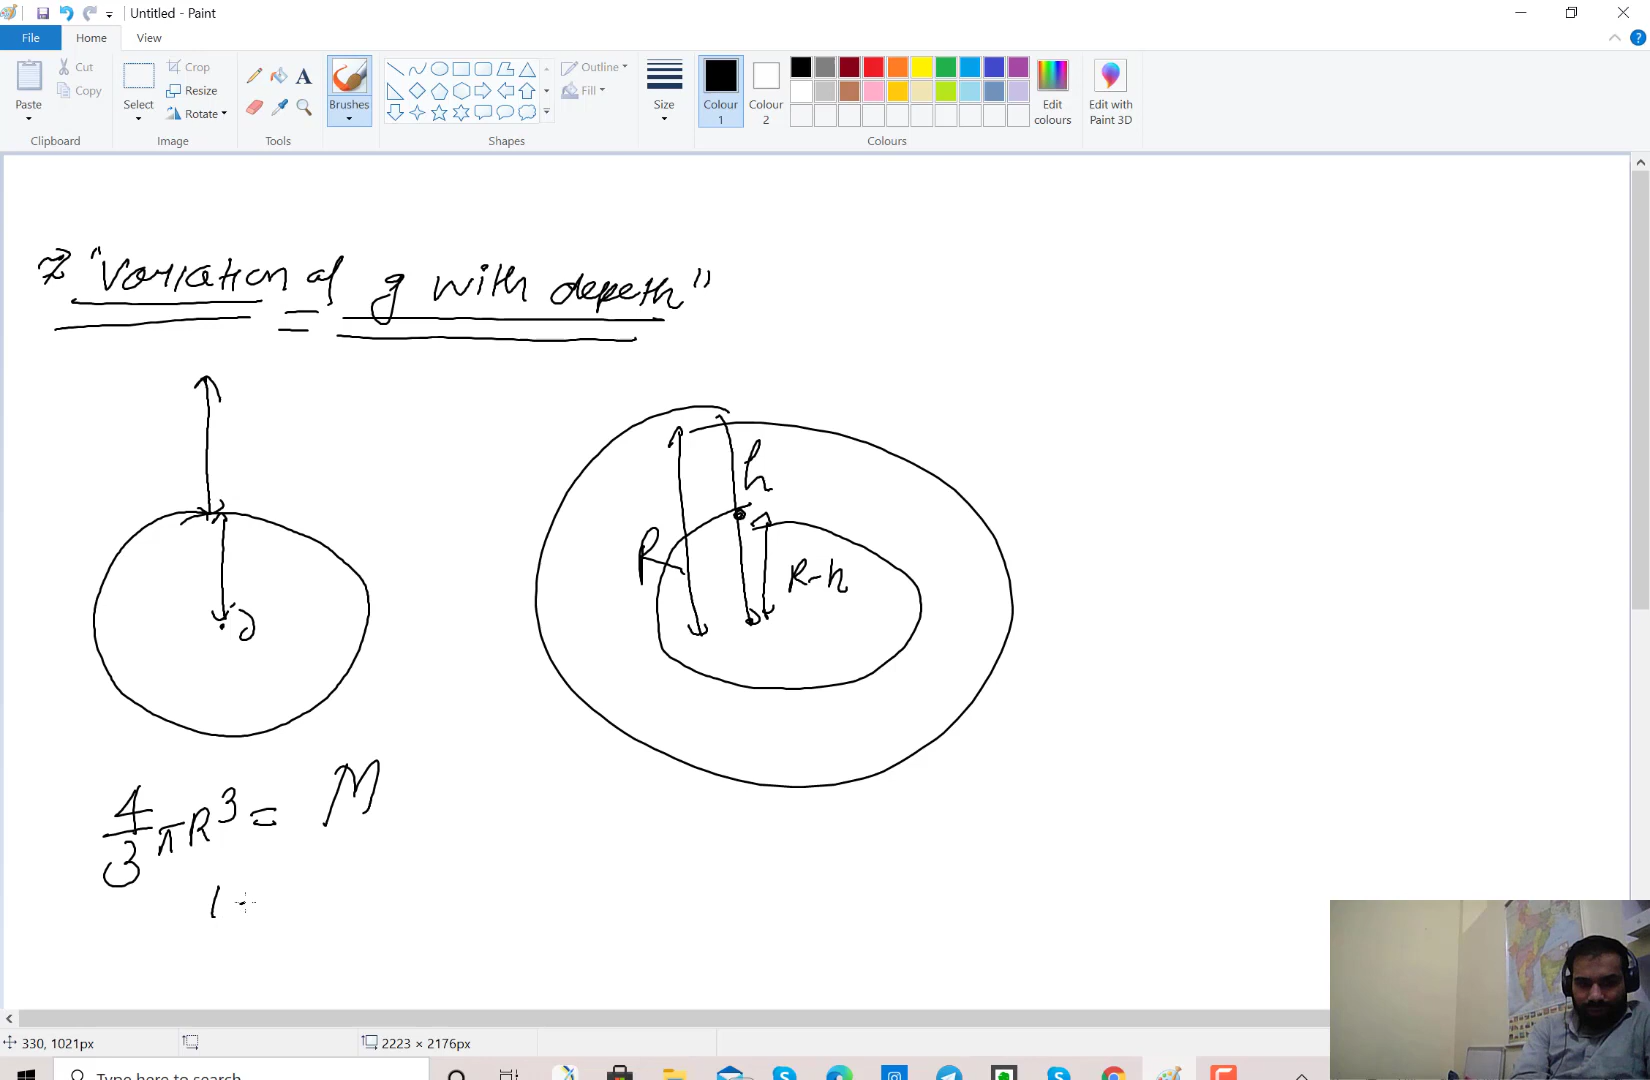 Untitled - Paint
File Home View
Paste
Cut
Copy
Clipboard
Select
Crop
Resize
Rotate
Image
Tools
Brushes
Shapes
Outline
Fill
Size
Colour 1
Colour 2
Colours
Edit colours
Edit with Paint 3D
"Variation of g with depeth"
h
R
R-h
4/3 πR³ = M
330, 1021px
2223 × 2176px
Type here to search